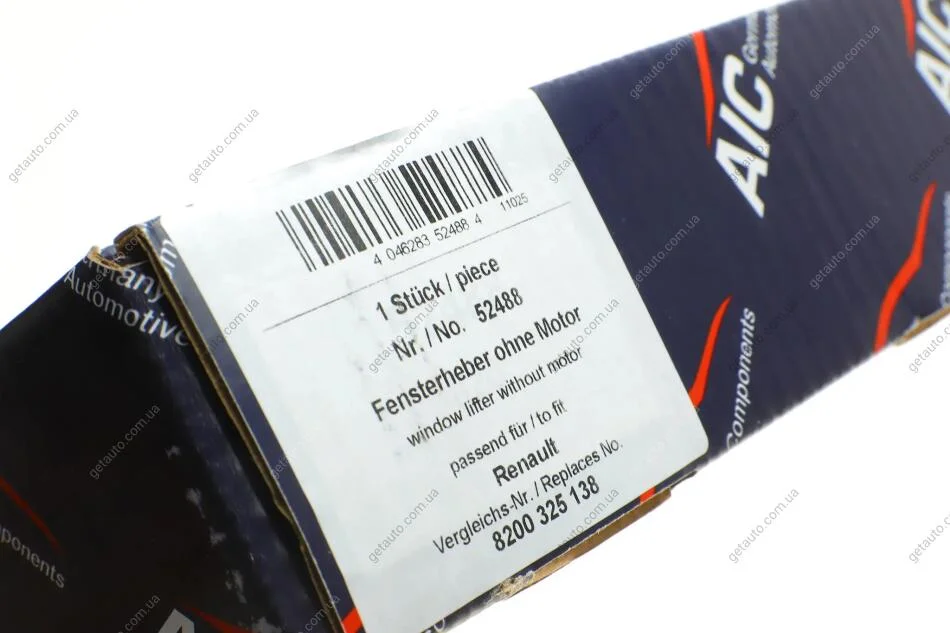 4 046283 52488 4 11025
1 Stück / piece
Nr. / No. 52488
Fensterheber ohne Motor
window lifter without motor
passend für / to fit
Renault
Vergleichs-Nr. / Replaces No.
8200 325 138
AIC
Automotive
Components
AIC
getauto.com.ua